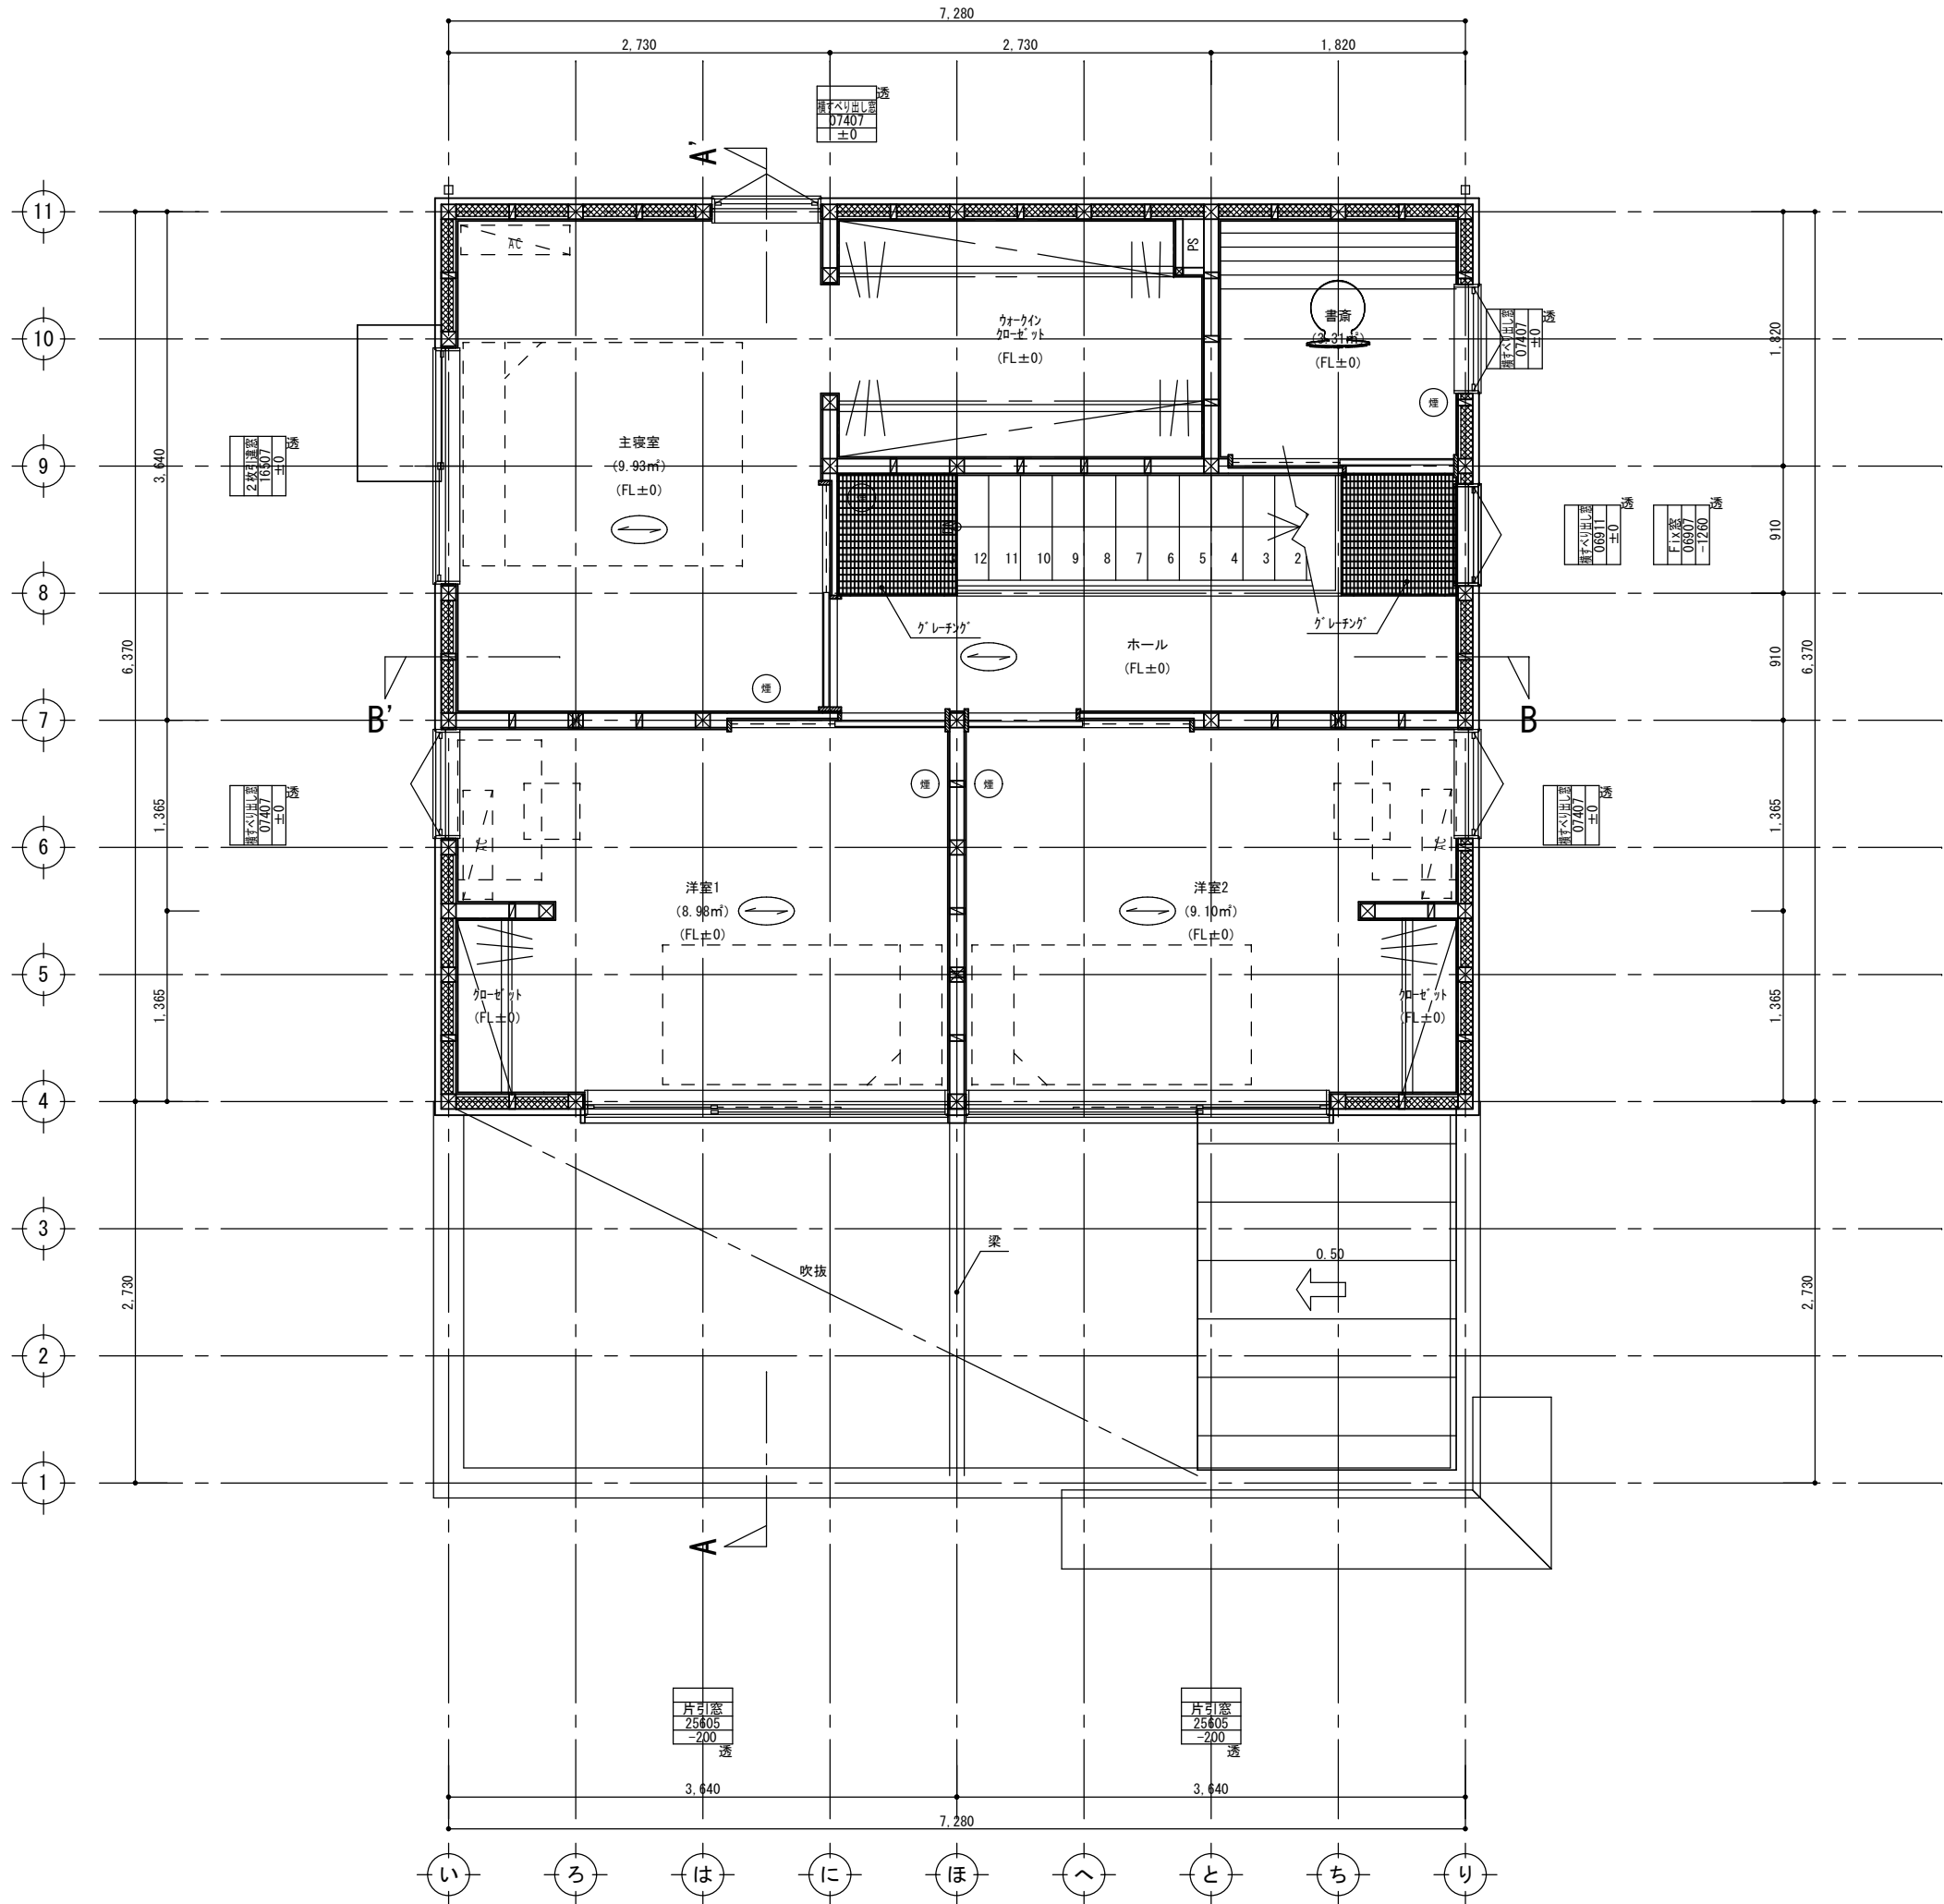 7,280
2,730
2,730
1,820
透
横すべり出し窓
07407
±0
A'
11
10
9
8
7
6
5
4
3
2
1
6,370
2,730
3,640
1,365
1,365
2枚引違窓
16507
±0
透
横すべり出し窓
07407
±0
透
AC
PS
ウォークイン
クローゼット
(FL±0)
書斎
(3.31㎡)
(FL±0)
煙
横すべり出し窓
07407
±0
透
主寝室
(9.93㎡)
(FL±0)
煙
DN
12
11
10
9
8
7
6
5
4
3
2
グレーチング
グレーチング
ホール
(FL±0)
横すべり出し窓
06911
±0
透
Fix窓
06907
-1260
透
煙
B'
B
煙
煙
AC
AC
横すべり出し窓
07407
±0
透
洋室1
(8.98㎡)
(FL±0)
洋室2
(9.10㎡)
(FL±0)
クローゼット
(FL±0)
クローゼット
(FL±0)
1,820
910
910
1,365
1,365
6,370
2,730
梁
吹抜
0.50
A
片引窓
25605
-200
透
片引窓
25605
-200
透
3,640
3,640
7,280
い
ろ
は
に
ほ
へ
と
ち
り